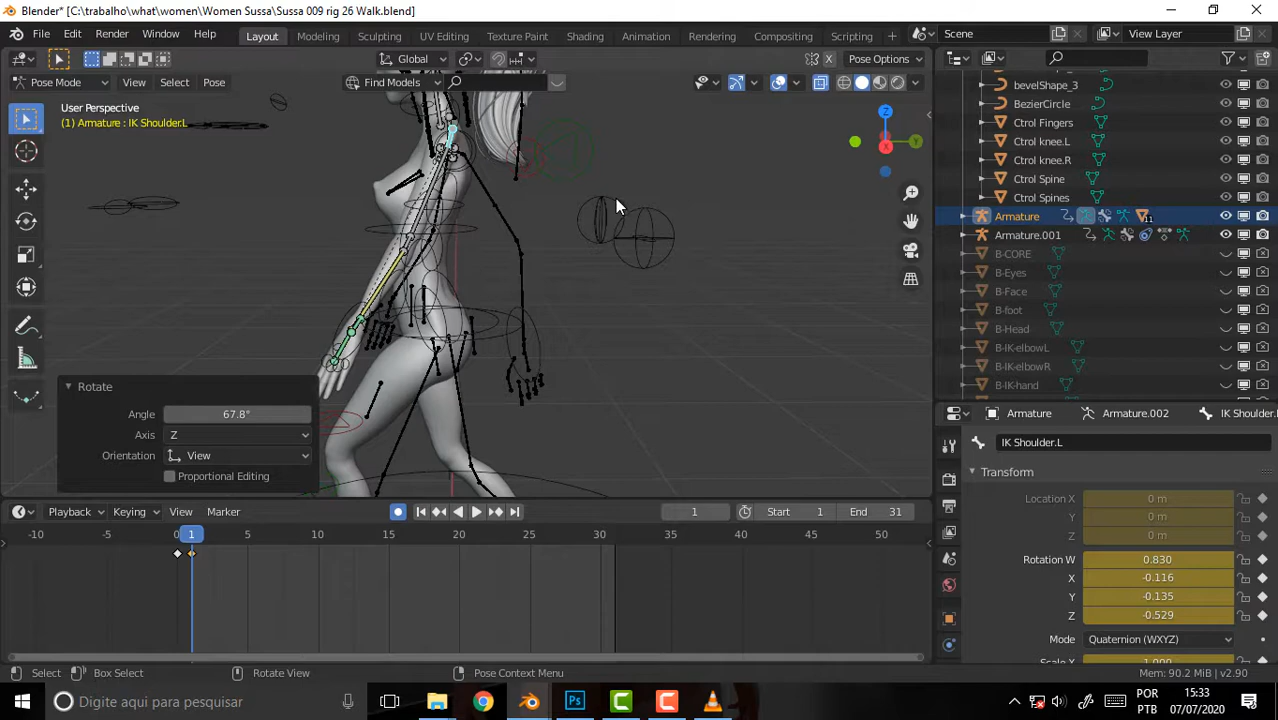 Blender* [C:\trabalho\what\women\Women Sussa\Sussa 009 rig 26 Walk.blend]
File Edit Render Window Help Layout Modeling Sculpting UV Editing Texture Paint Shading Animation Rendering Compositing Scripting + Scene View Layer
Global X Pose Options
Pose Mode View Select Pose Find Models
User Perspective
(1) Armature : IK Shoulder.L
Z
Y
X
bevelShape_3
BezierCircle
Ctrol Fingers
Ctrol knee.L
Ctrol knee.R
Ctrol Spine
Ctrol Spines
Armature 11
Armature.001
B-CORE
B-Eyes
B-Face
B-foot
B-Head
B-IK-elbowL
B-IK-elbowR
B-IK-hand
Rotate
Angle 67.8°
Axis Z
Orientation View
Proportional Editing
Armature Armature.002 IK Shoulder.L
IK Shoulder.L
Transform
Location X 0 m
Y 0 m
Z 0 m
Rotation W 0.830
X -0.116
Y -0.135
Z -0.529
Mode Quaternion (WXYZ)
Scale X 1.000
Playback Keying View Marker 1 Start 1 End 31
-10 -5 0 1 5 10 15 20 25 30 35 40 45 50
Select Box Select Rotate View Pose Context Menu Mem: 90.2 MiB | v2.90
Digite aqui para pesquisar
POR 15:33
PTB 07/07/2020